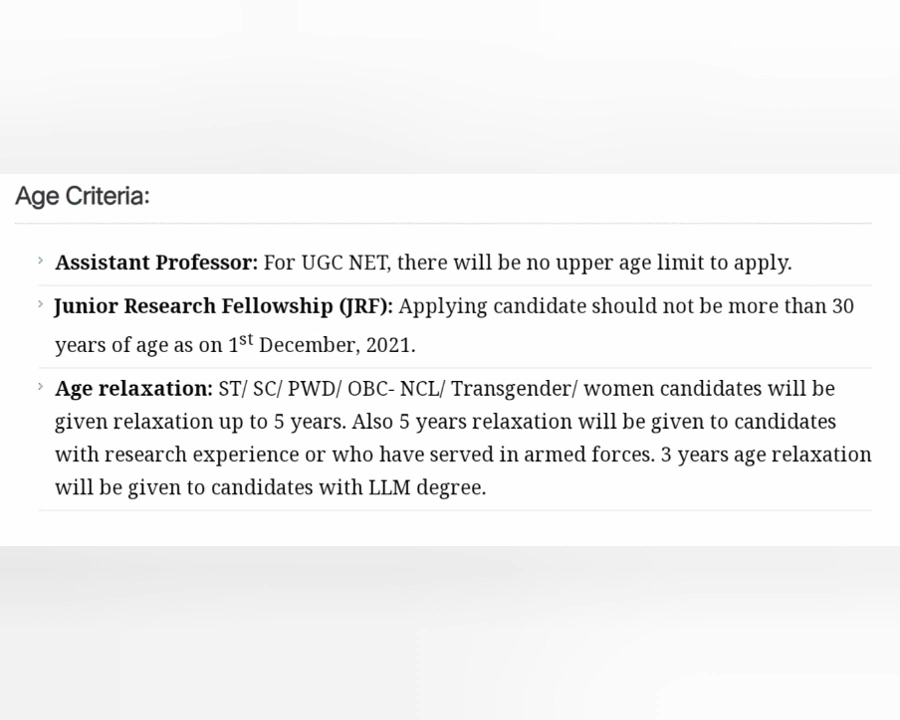 Age Criteria:
Assistant Professor: For UGC NET, there will be no upper age limit to apply.
Junior Research Fellowship (JRF): Applying candidate should not be more than 30
years of age as on 1st December, 2021.
Age relaxation: ST/ SC/ PWD/ OBC- NCL/ Transgender/ women candidates will be
given relaxation up to 5 years. Also 5 years relaxation will be given to candidates
with research experience or who have served in armed forces. 3 years age relaxation
will be given to candidates with LLM degree.